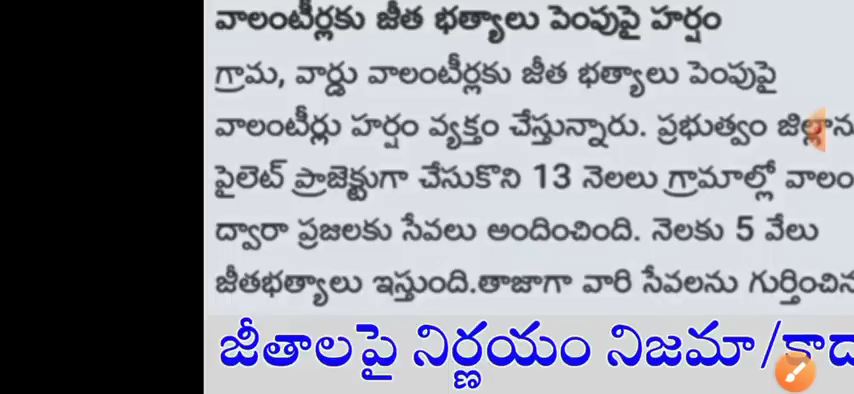 వాలంటీర్లకు జీత భత్యాలు పెంపుపై హర్షం
గ్రామ, వార్డు వాలంటీర్లకు జీత భత్యాలు పెంపుపై
వాలంటీర్లు హర్షం వ్యక్తం చేస్తున్నారు. ప్రభుత్వం
పైలెట్ ప్రాజెక్టుగా చేసుకొని 13 నెలలు గ్రామాల్లో వాలం
ద్వారా ప్రజలకు సేవలు అందించింది. నెలకు 5 వేలు
జీతభత్యాలు ఇస్తుంది.తాజాగా వారి సేవలను గుర్తించిన
జీతాలపై నిర్ణయం నిజమా/